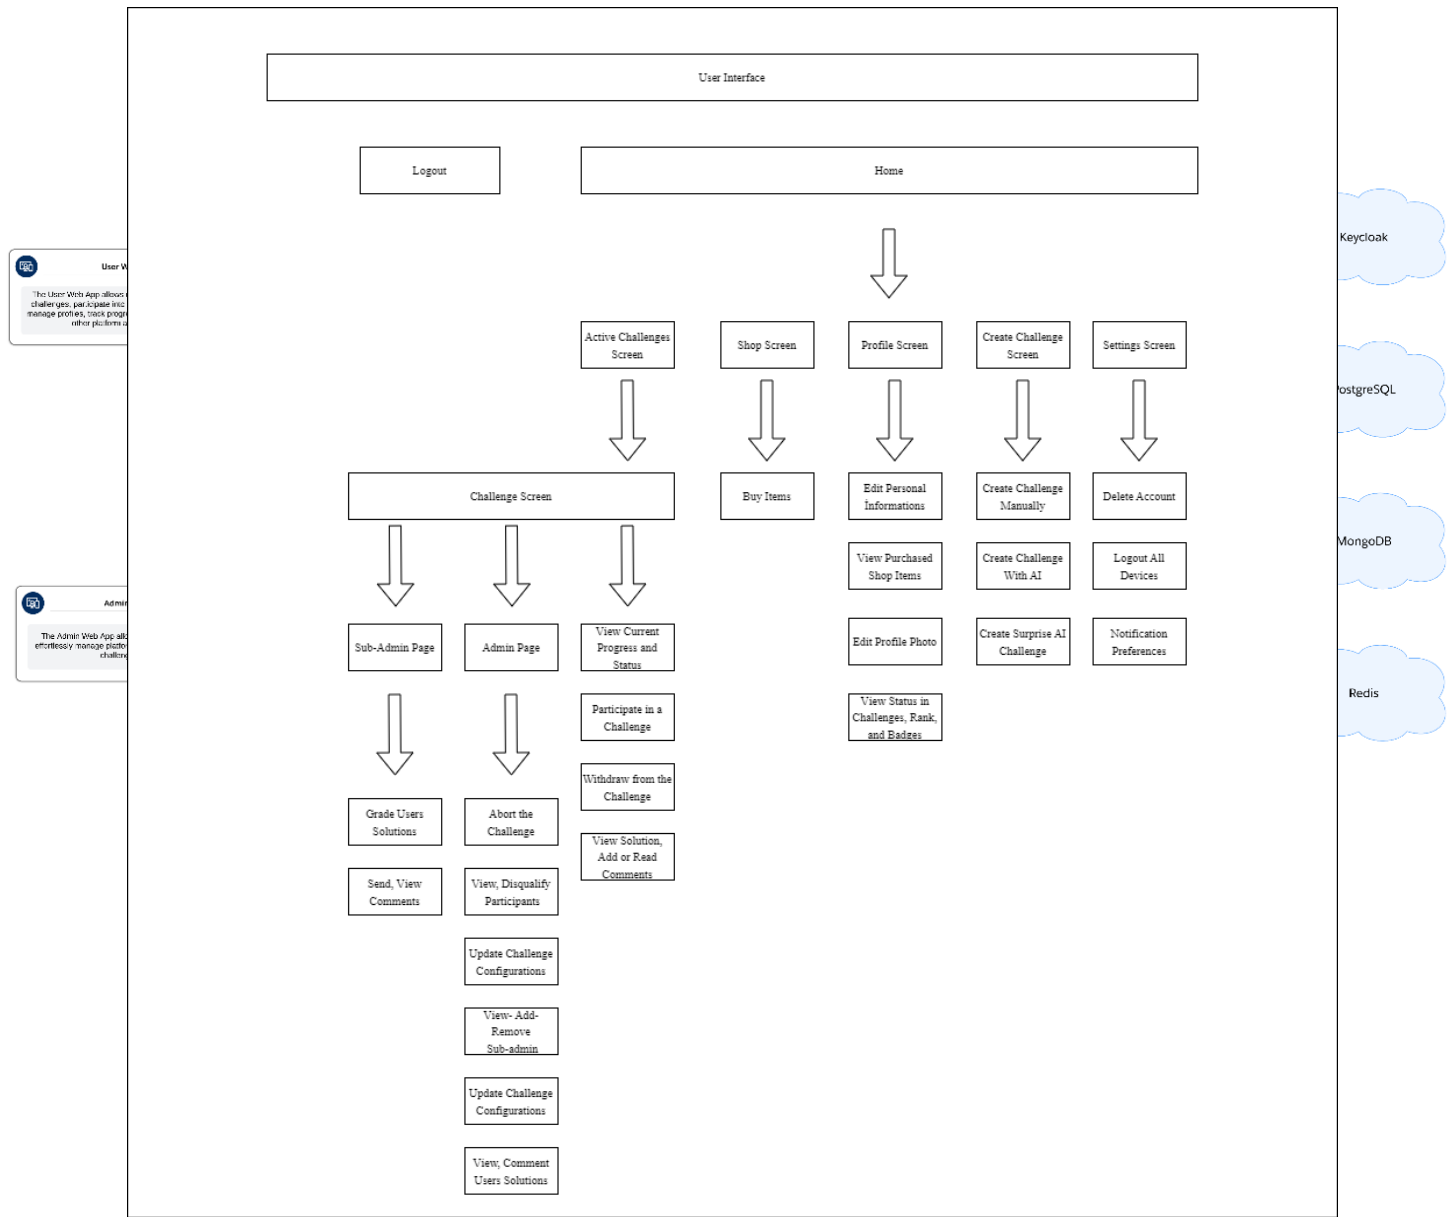 User Interface
Logout
Home
Keycloak
User W
The User Web App allows
challenges, participate into
manage profiles, track progr
other platform a
Active Challenges
Screen
Shop Screen
Profile Screen
Create Challenge
Screen
Settings Screen
PostgreSQL
Challenge Screen
Buy Items
Edit Personal
İnformations
Create Challenge
Manually
Delete Account
View Purchased
Shop Items
Create Challenge
With AI
Logout All
Devices
MongoDB
Admin
The Admin Web App allo
effortlessly manage platfor
challeng
Sub-Admin Page
Admin Page
View Current
Progress and
Status
Edit Profile Photo
Create Surprise AI
Challenge
Notification
Preferences
Redis
Participate in a
Challenge
View Status in
Challenges, Rank,
and Badges
Withdraw from the
Challenge
Grade Users
Solutions
Abort the
Challenge
View Solution,
Add or Read
Comments
Send, View
Comments
View, Disqualify
Participants
Update Challenge
Configurations
View- Add-
Remove
Sub-admin
Update Challenge
Configurations
View, Comment
Users Solutions